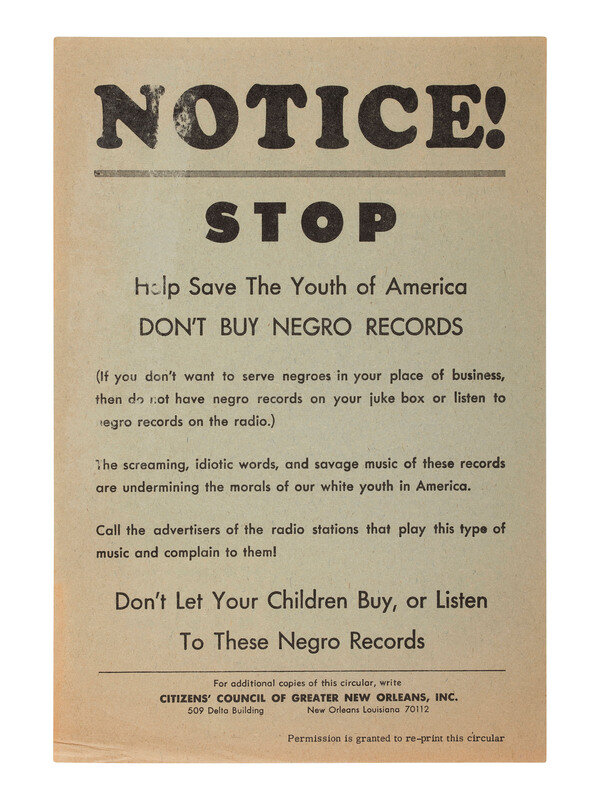 NOTICE!
STOP
Help Save The Youth of America
DON'T BUY NEGRO RECORDS
(If you don't want to serve negroes in your place of business,
then do not have negro records on your juke box or listen to
negro records on the radio.)
The screaming, idiotic words, and savage music of these records
are undermining the morals of our white youth in America.
Call the advertisers of the radio stations that play this type of
music and complain to them!
Don't Let Your Children Buy, or Listen
To These Negro Records
For additional copies of this circular, write
CITIZENS' COUNCIL OF GREATER NEW ORLEANS, INC.
509 Delta Building New Orleans Louisiana 70112
Permission is granted to re-print this circular